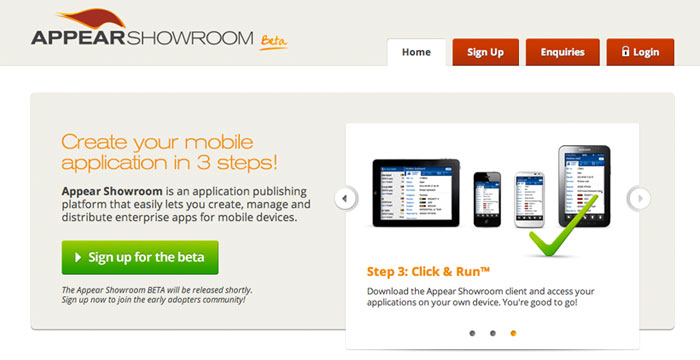 APPEARSHOWROOM Beta
Home
Sign Up
Enquiries
Login
Create your mobile
application in 3 steps!
Appear Showroom is an application publishing
platform that easily lets you create, manage and
distribute enterprise apps for mobile devices.
Sign up for the beta
The Appear Showroom BETA will be released shortly.
Sign up now to join the early adopters community!
Step 3: Click & Run™
Download the Appear Showroom client and access your
applications on your own device. You're good to go!